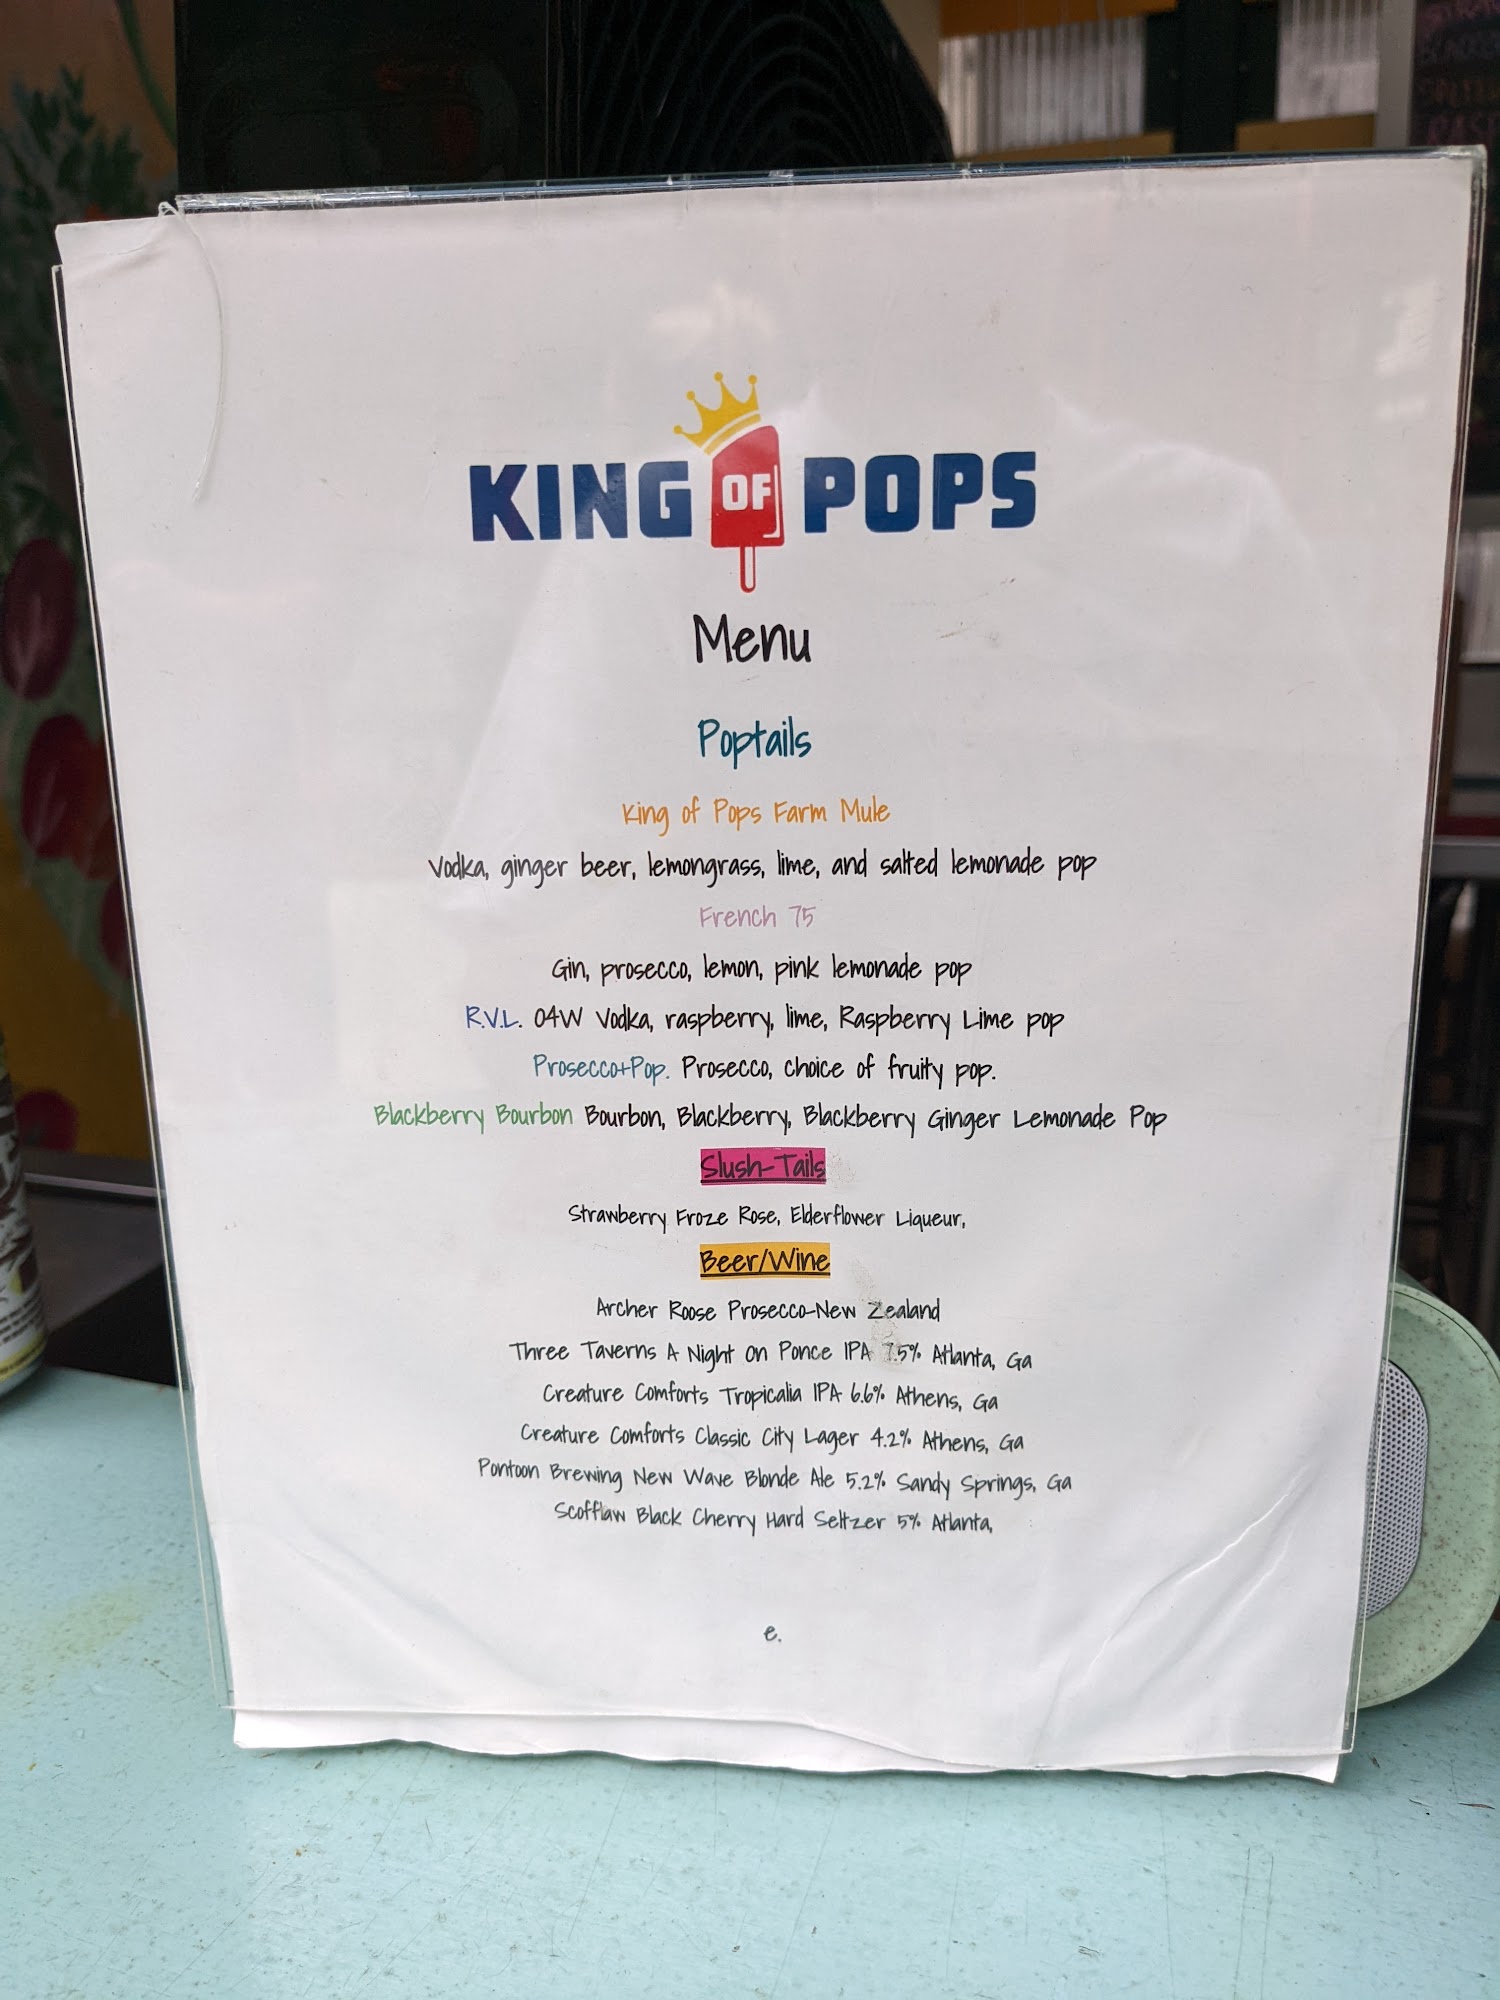 KING OF POPS
Menu
Poptails
King of Pops Farm Mule
Vodka, ginger beer, lemongrass, lime, and salted lemonade pop
French 75
Gin, prosecco, lemon, pink lemonade pop
R.V.L. O4W Vodka, raspberry, lime, Raspberry Lime pop
Prosecco+Pop. Prosecco, choice of fruity pop.
Blackberry Bourbon Bourbon, Blackberry, Blackberry Ginger Lemonade Pop
Slush-Tails
Strawberry Froze Rose, Elderflower Liqueur,
Beer/Wine
Archer Roose Prosecco-New Zealand
Three Taverns A Night on Ponce IPA 7.5% Atlanta, Ga
Creature Comforts Tropicalia IPA 6.6% Athens, Ga
Creature Comforts Classic City Lager 4.2% Athens, Ga
Pontoon Brewing New Wave Blonde Ale 5.2% Sandy Springs, Ga
Scofflaw Black Cherry Hard Seltzer 5% Atlanta,
e.